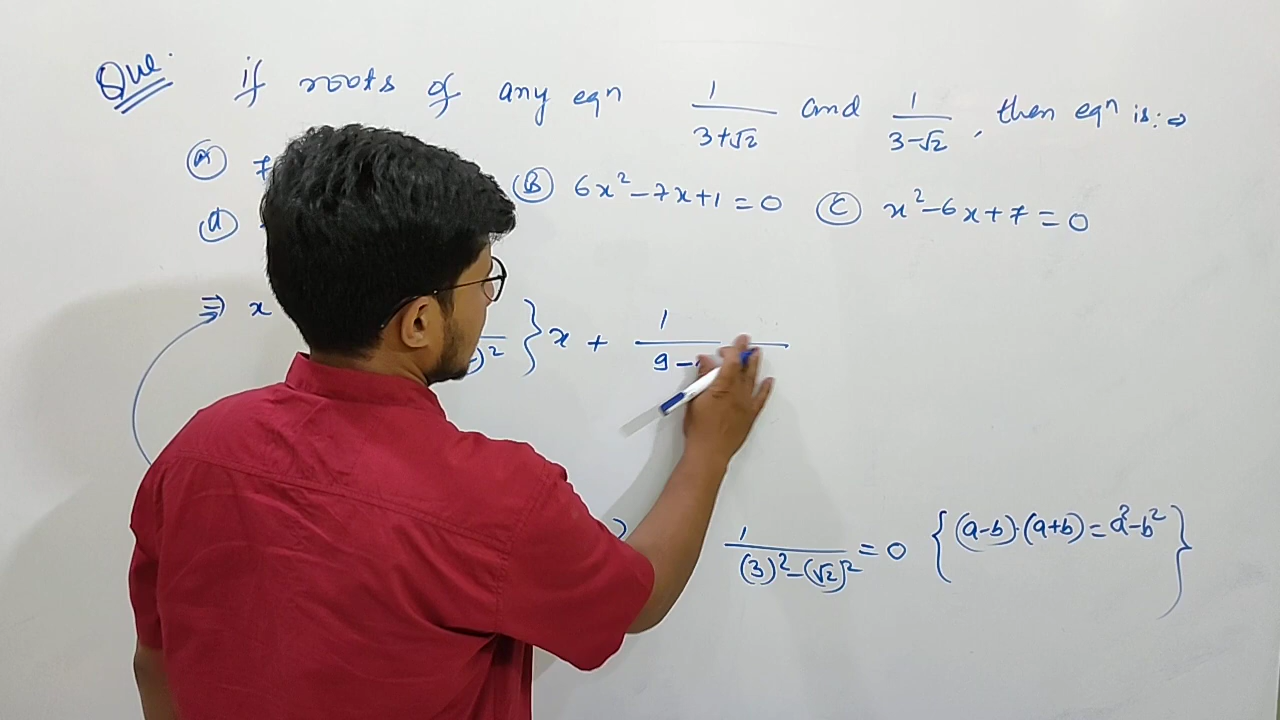 Que. if roots of any eqn 1/(3+√2) and 1/(3-√2), then eqn is:⇒
(a) 7
(B) 6x²-7x+1=0 (C) x²-6x+7=0
(d)
⇒ x )² } x + 1/(9-
) 1/((3)²-(√2)²) =0 {(a-b)·(a+b)=a²-b²}